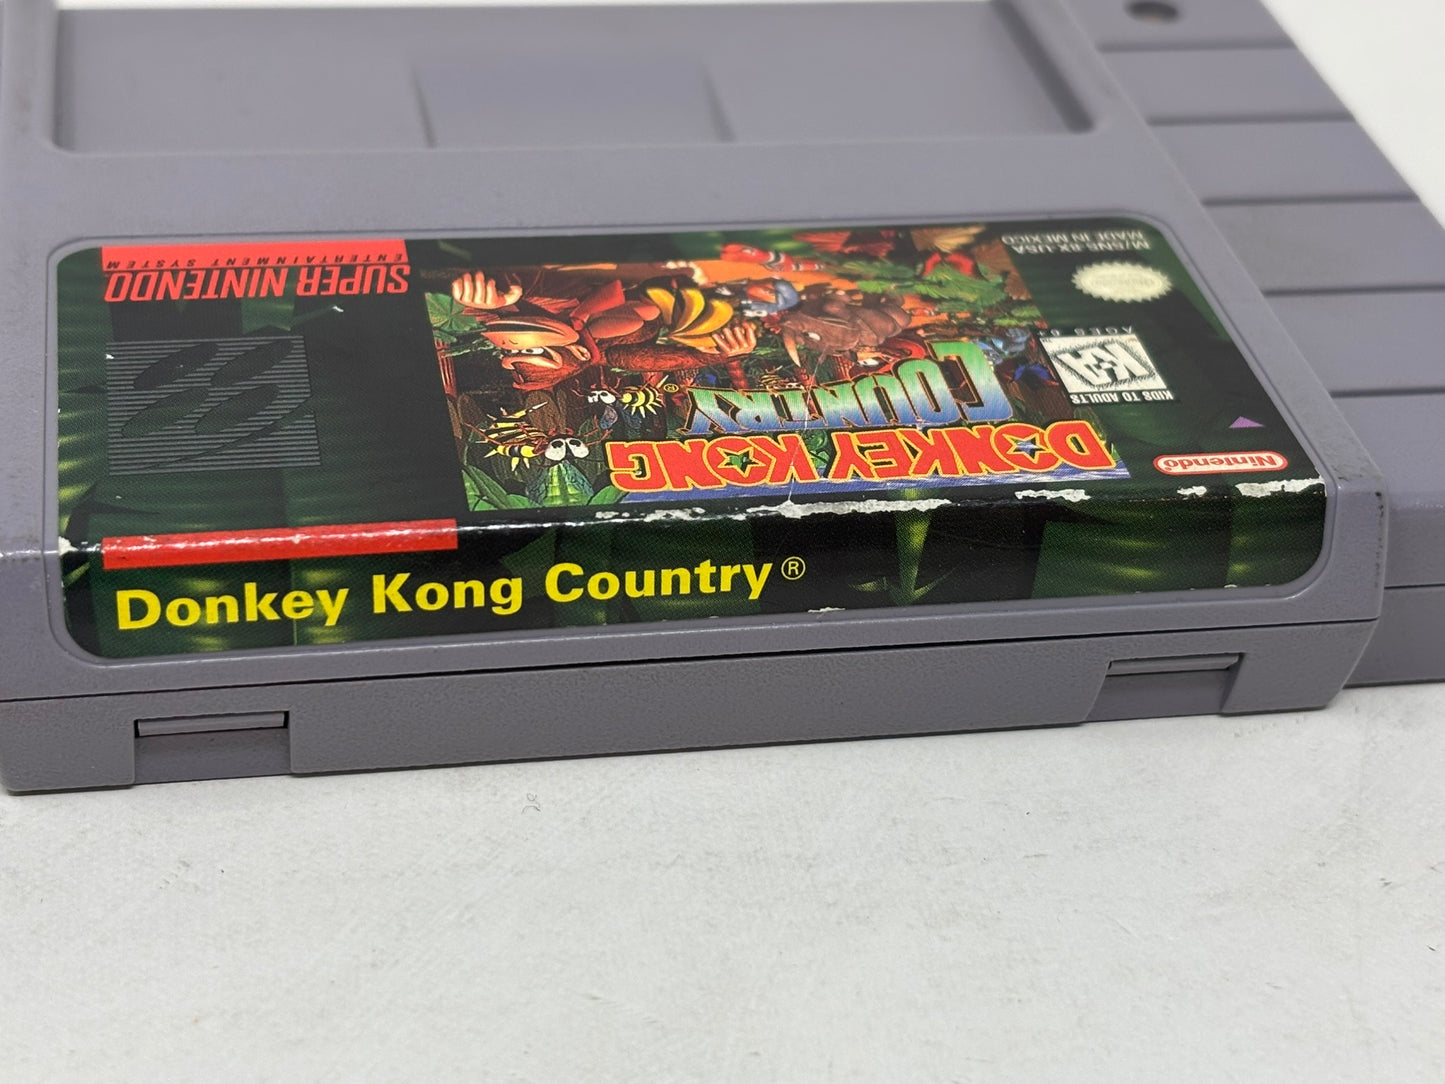 SUPER NINTENDO
ENTERTAINMENT SYSTEM
M/SNS-8X-USA
MADE IN MEXICO
DONKEY KONG
COUNTRY®
K-A
KIDS TO ADULTS
Nintendo
Donkey Kong Country®